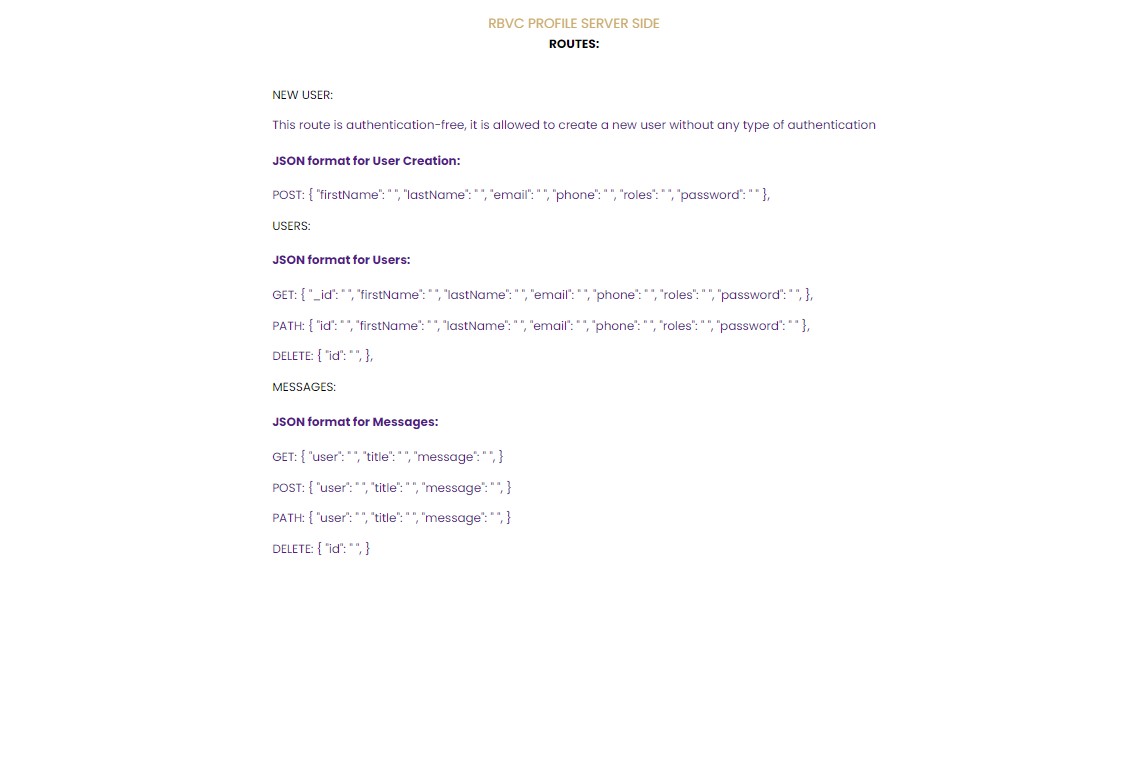 RBVC PROFILE SERVER SIDE
ROUTES:
NEW USER:
This route is authentication-free, it is allowed to create a new user without any type of authentication
JSON format for User Creation:
POST: { "firstName": " ", "lastName": " ", "email": " ", "phone": " ", "roles": " ", "password": " " },
USERS:
JSON format for Users:
GET: { "_id": " ", "firstName": " ", "lastName": " ", "email": " ", "phone": " ", "roles": " ", "password": " ", },
PATH: { "id": " ", "firstName": " ", "lastName": " ", "email": " ", "phone": " ", "roles": " ", "password": " " },
DELETE: { "id": " ", },
MESSAGES:
JSON format for Messages:
GET: { "user": " ", "title": " ", "message": " ", }
POST: { "user": " ", "title": " ", "message": " ", }
PATH: { "user": " ", "title": " ", "message": " ", }
DELETE: { "id": " ", }